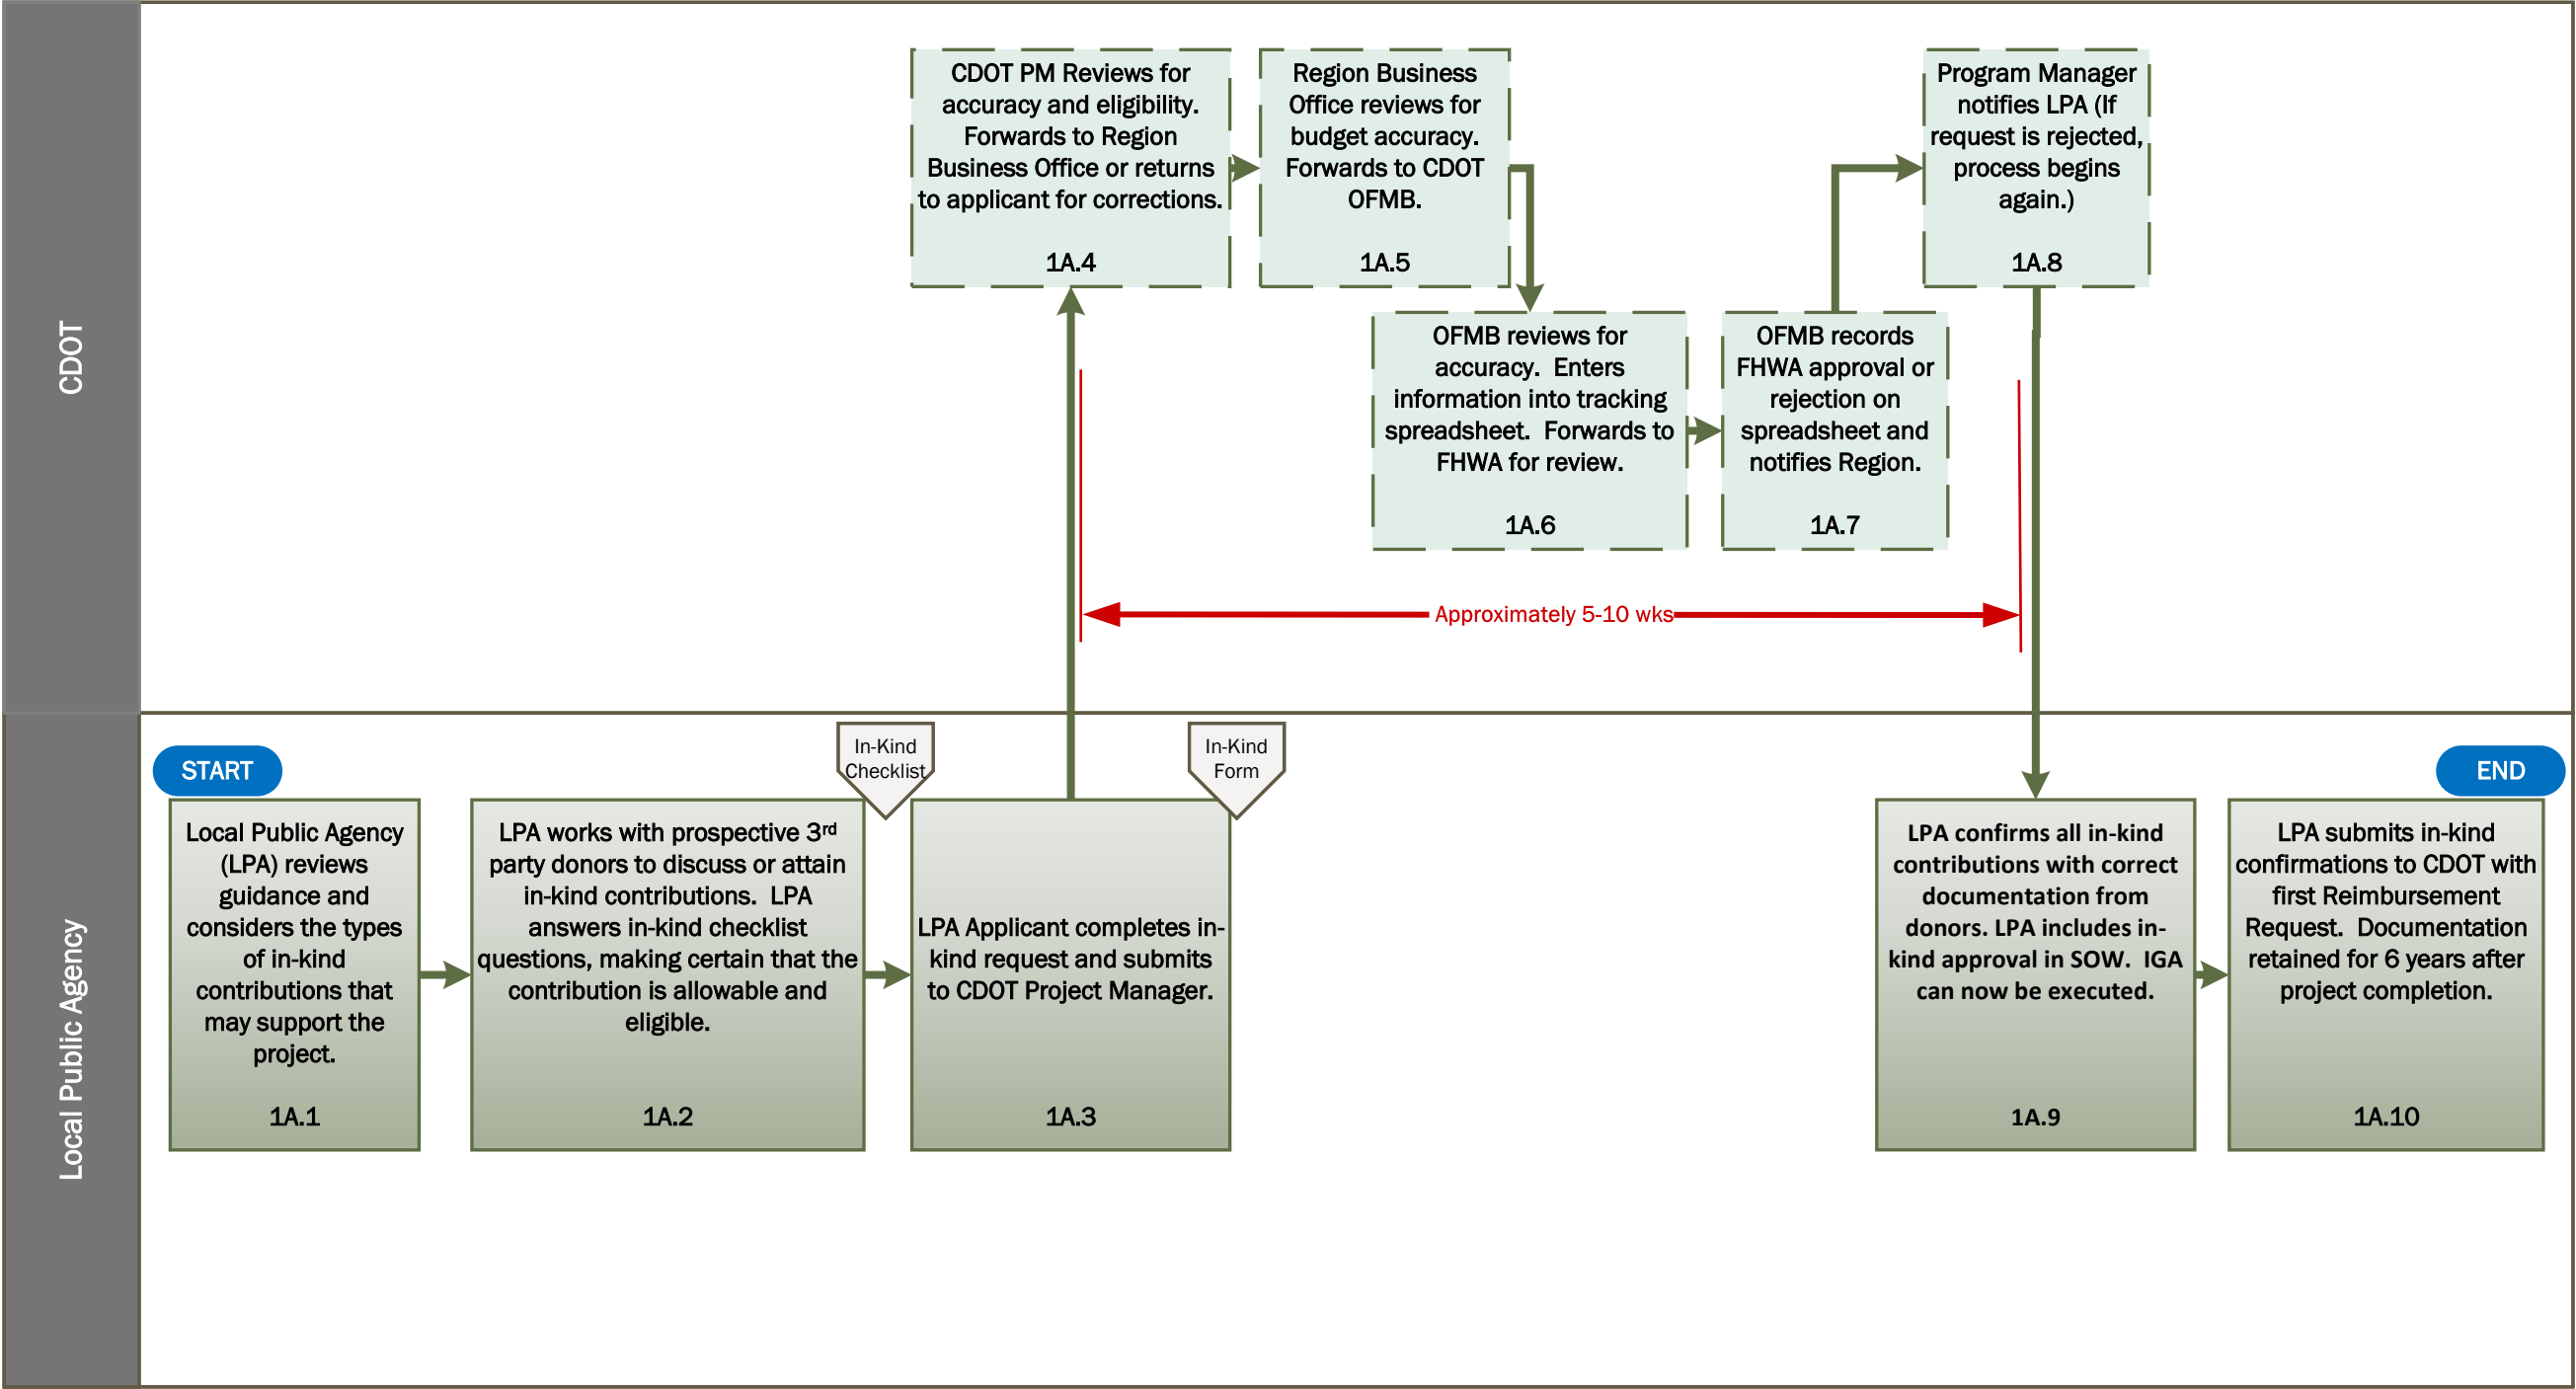 CDOT
CDOT PM Reviews for
accuracy and eligibility.
Forwards to Region
Business Office or returns
to applicant for corrections.
1A.4
Region Business
Office reviews for
budget accuracy.
Forwards to CDOT
OFMB.
1A.5
OFMB reviews for
accuracy.  Enters
information into tracking
spreadsheet.  Forwards to
FHWA for review.
1A.6
OFMB records
FHWA approval or
rejection on
spreadsheet and
notifies Region.
1A.7
Program Manager
notifies LPA (If
request is rejected,
process begins
again.)
1A.8
Approximately 5-10 wks
Local Public Agency
START
Local Public Agency
(LPA) reviews
guidance and
considers the types
of in-kind
contributions that
may support the
project.
1A.1
LPA works with prospective 3rd
party donors to discuss or attain
in-kind contributions.  LPA
answers in-kind checklist
questions, making certain that the
contribution is allowable and
eligible.
1A.2
In-Kind
Checklist
LPA Applicant completes in-
kind request and submits
to CDOT Project Manager.
1A.3
In-Kind
Form
LPA confirms all in-kind
contributions with correct
documentation from
donors. LPA includes in-
kind approval in SOW.  IGA
can now be executed.
1A.9
END
LPA submits in-kind
confirmations to CDOT with
first Reimbursement
Request.  Documentation
retained for 6 years after
project completion.
1A.10